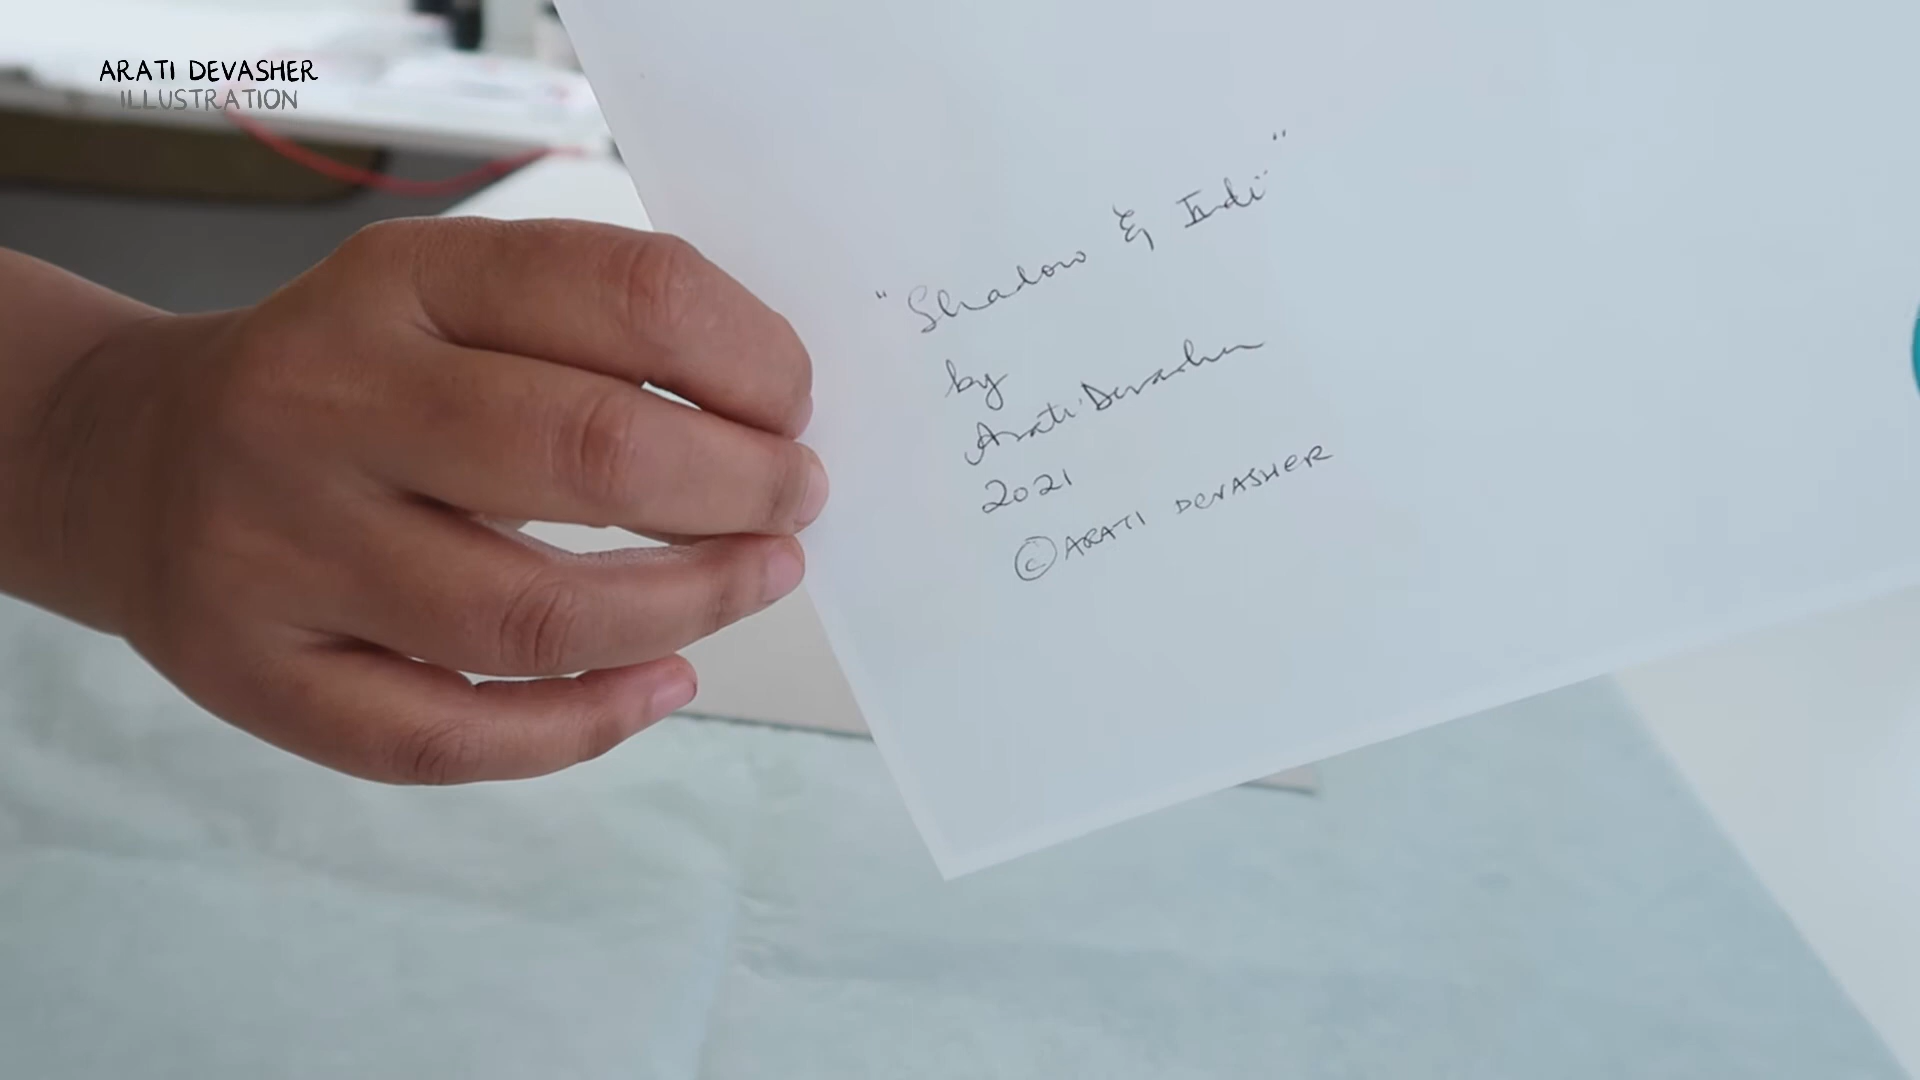 ARATI DEVASHER
ILLUSTRATION
"Shadow & Indi"
by
Arati Devasher
2021
© ARATI DEVASHER